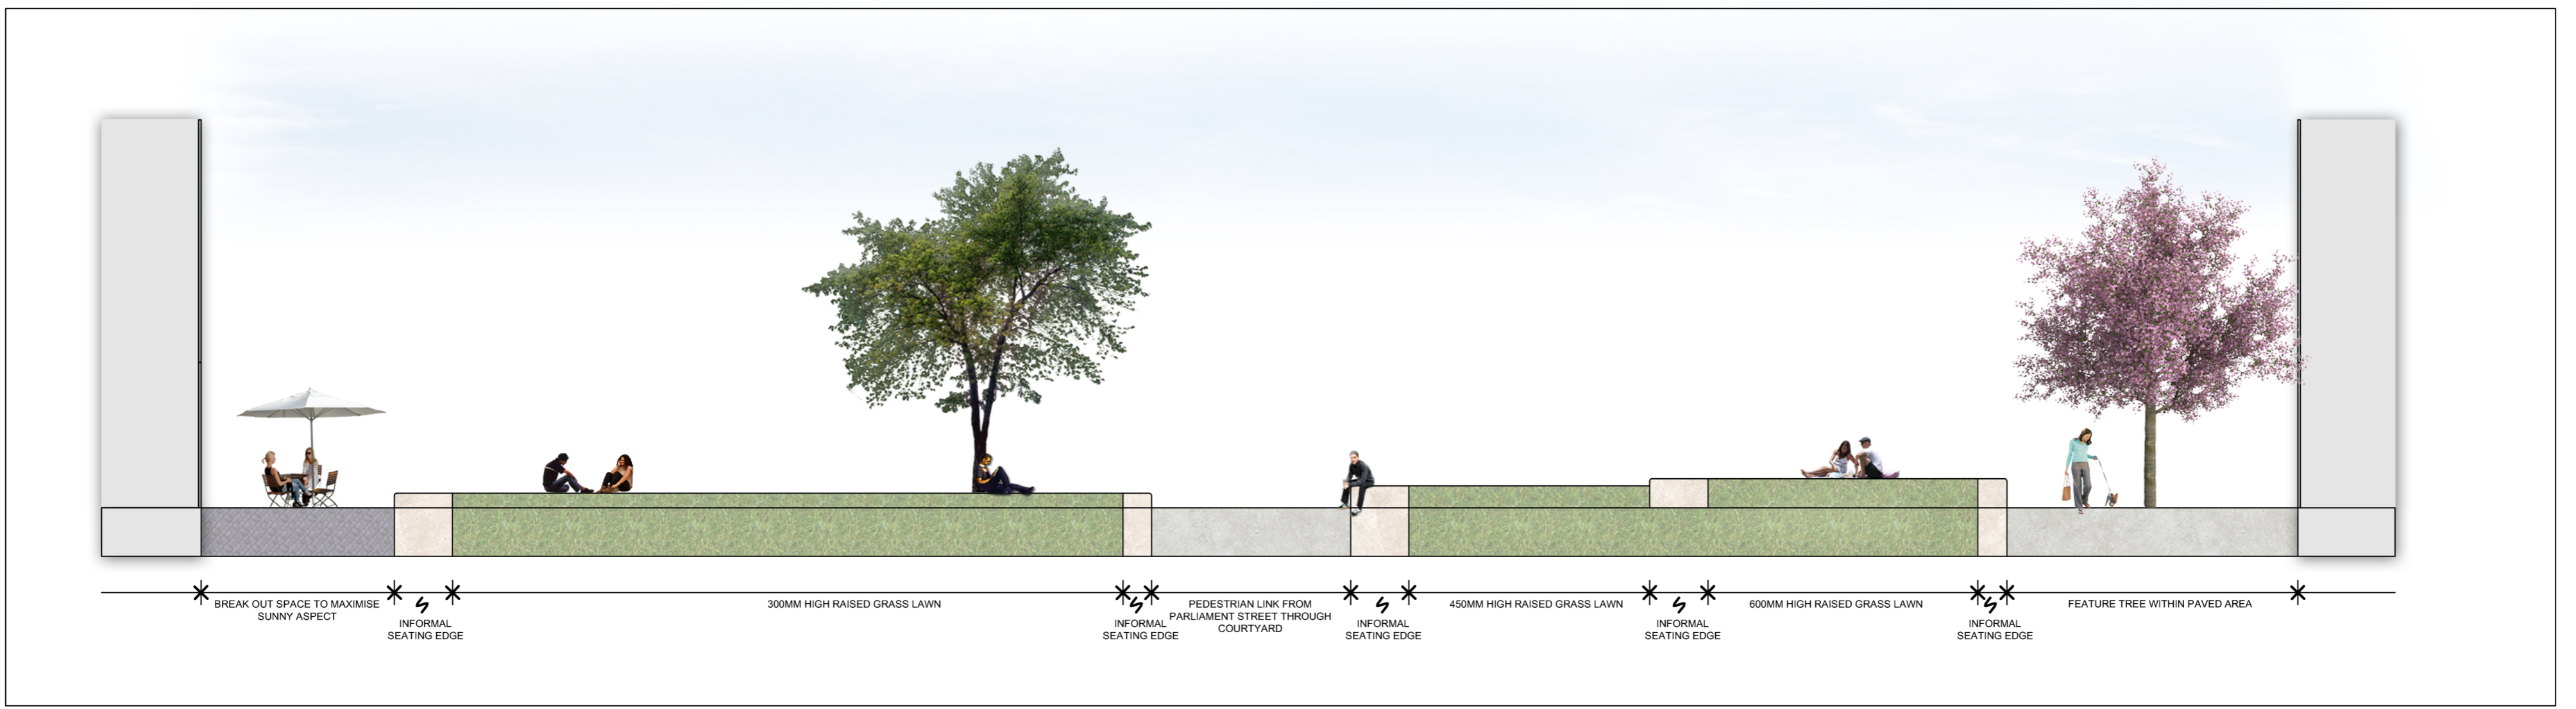 BREAK OUT SPACE TO MAXIMISE
SUNNY ASPECT
INFORMAL
SEATING EDGE
300MM HIGH RAISED GRASS LAWN
INFORMAL
SEATING EDGE
PEDESTRIAN LINK FROM
PARLIAMENT STREET THROUGH
COURTYARD
INFORMAL
SEATING EDGE
450MM HIGH RAISED GRASS LAWN
INFORMAL
SEATING EDGE
600MM HIGH RAISED GRASS LAWN
INFORMAL
SEATING EDGE
FEATURE TREE WITHIN PAVED AREA